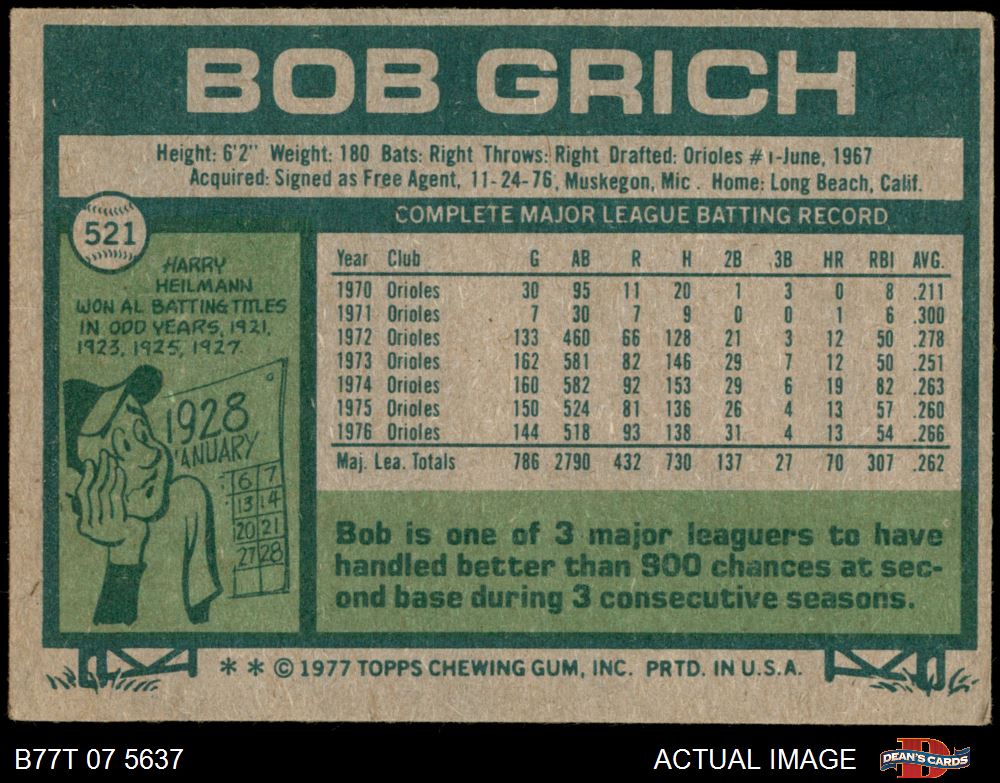 BOB GRICH
Height: 6'2" Weight: 180 Bats: Right Throws: Right Drafted: Orioles #1-June, 1967
Acquired: Signed as Free Agent, 11-24-76, Muskegon, Mic. Home: Long Beach, Calif.
521
HARRY
HEILMANN
WON AL BATTING TITLES
IN ODD YEARS, 1921,
1923, 1925, 1927.
1928
ANUARY
6 7
13 14
20 21
27 28
COMPLETE MAJOR LEAGUE BATTING RECORD
Year Club G AB R H 2B 3B HR RBI AVG.
1970 Orioles 30 95 11 20 1 3 0 8 .211
1971 Orioles 7 30 7 9 0 0 1 6 .300
1972 Orioles 133 460 66 128 21 3 12 50 .278
1973 Orioles 162 581 82 146 29 7 12 50 .251
1974 Orioles 160 582 92 153 29 6 19 82 .263
1975 Orioles 150 524 81 136 26 4 13 57 .260
1976 Orioles 144 518 93 138 31 4 13 54 .266
Maj. Lea. Totals 786 2790 432 730 137 27 70 307 .262
Bob is one of 3 major leaguers to have
handled better than 900 chances at sec-
ond base during 3 consecutive seasons.
** © 1977 TOPPS CHEWING GUM, INC. PRTD. IN U.S.A.
B77T 07 5637
ACTUAL IMAGE
DEAN'S CARDS